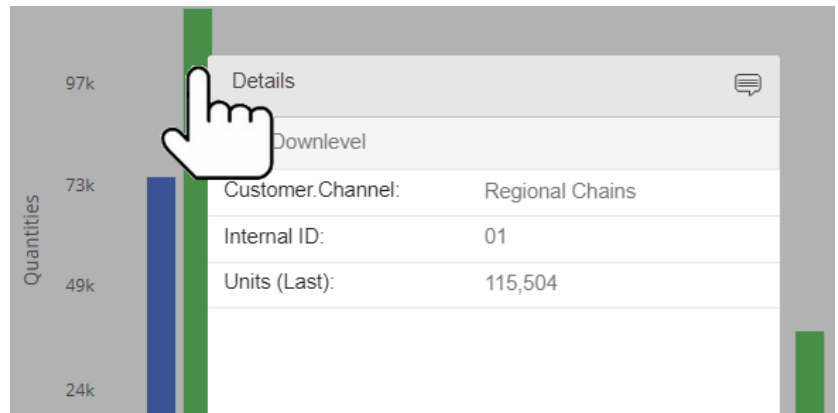 97k
73k
49k
24k
Quantities
Details
Downlevel
Customer.Channel: Regional Chains
Internal ID: 01
Units (Last): 115,504